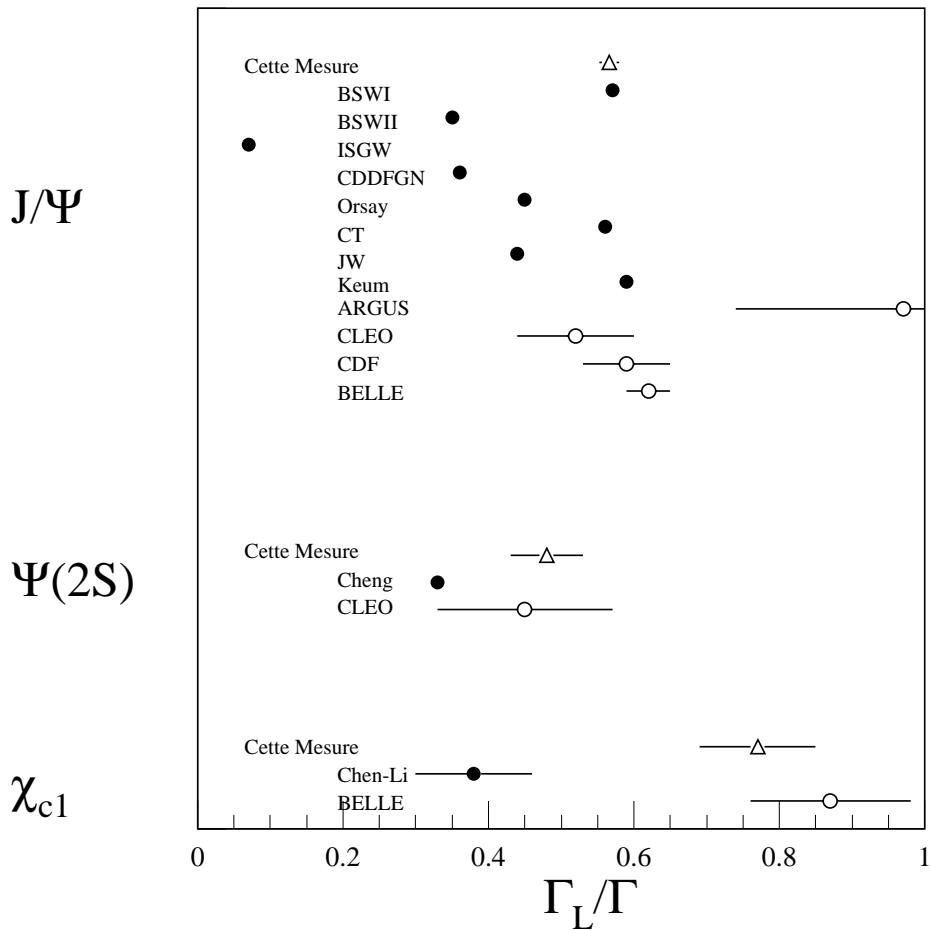 Cette Mesure
BSWI
BSWII
ISGW
CDDFGN
J/Ψ
Orsay
CT
JW
Keum
ARGUS
CLEO
CDF
BELLE
Cette Mesure
Ψ(2S)
Cheng
CLEO
Cette Mesure
Chen-Li
χc1
BELLE
0 0.2 0.4 0.6 0.8 1
ΓL/Γ